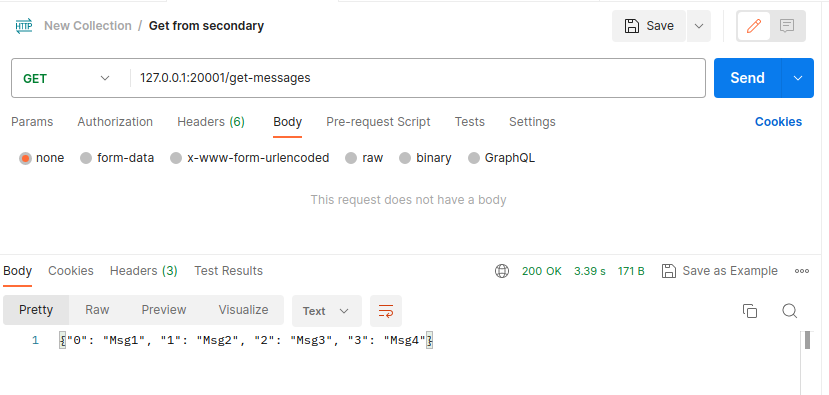 HTTP New Collection / Get from secondary Save
GET 127.0.0.1:20001/get-messages Send
Params Authorization Headers (6) Body Pre-request Script Tests Settings Cookies
none form-data x-www-form-urlencoded raw binary GraphQL
This request does not have a body
Body Cookies Headers (3) Test Results 200 OK 3.39 s 171 B Save as Example
Pretty Raw Preview Visualize Text
1 {"0": "Msg1", "1": "Msg2", "2": "Msg3", "3": "Msg4"}